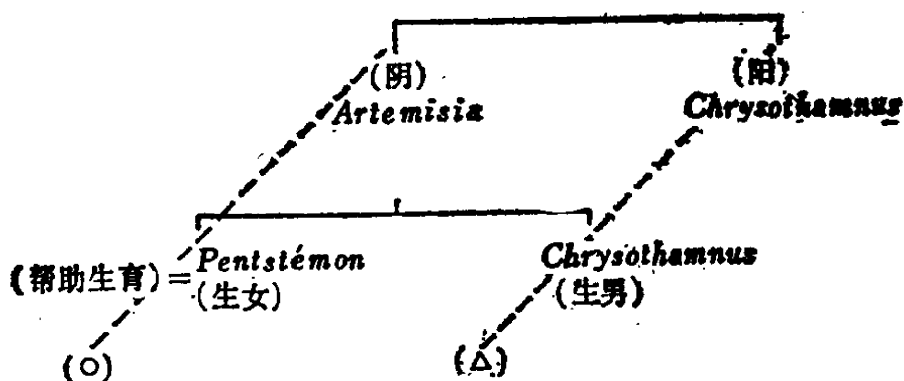 (阴) (阳)
Artemisia Chrysothamnus
(帮助生育)=Pentstémon Chrysothamnus
(生女) (生男)
(○) (△)